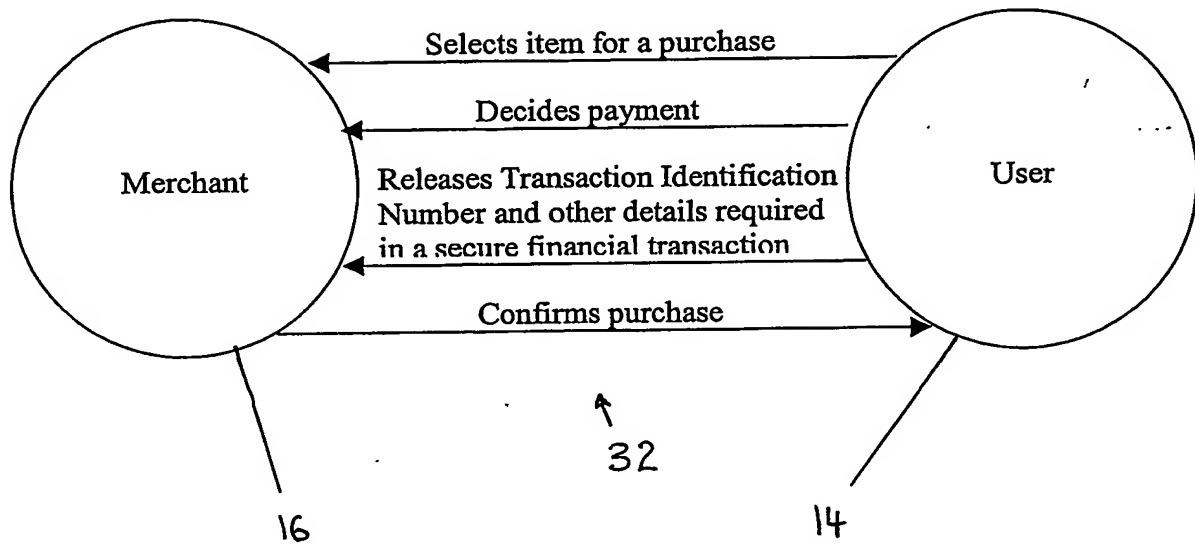 Selects item for a purchase
Decides payment
Merchant
Releases Transaction Identification
Number and other details required
in a secure financial transaction
User
Confirms purchase
32
16
14